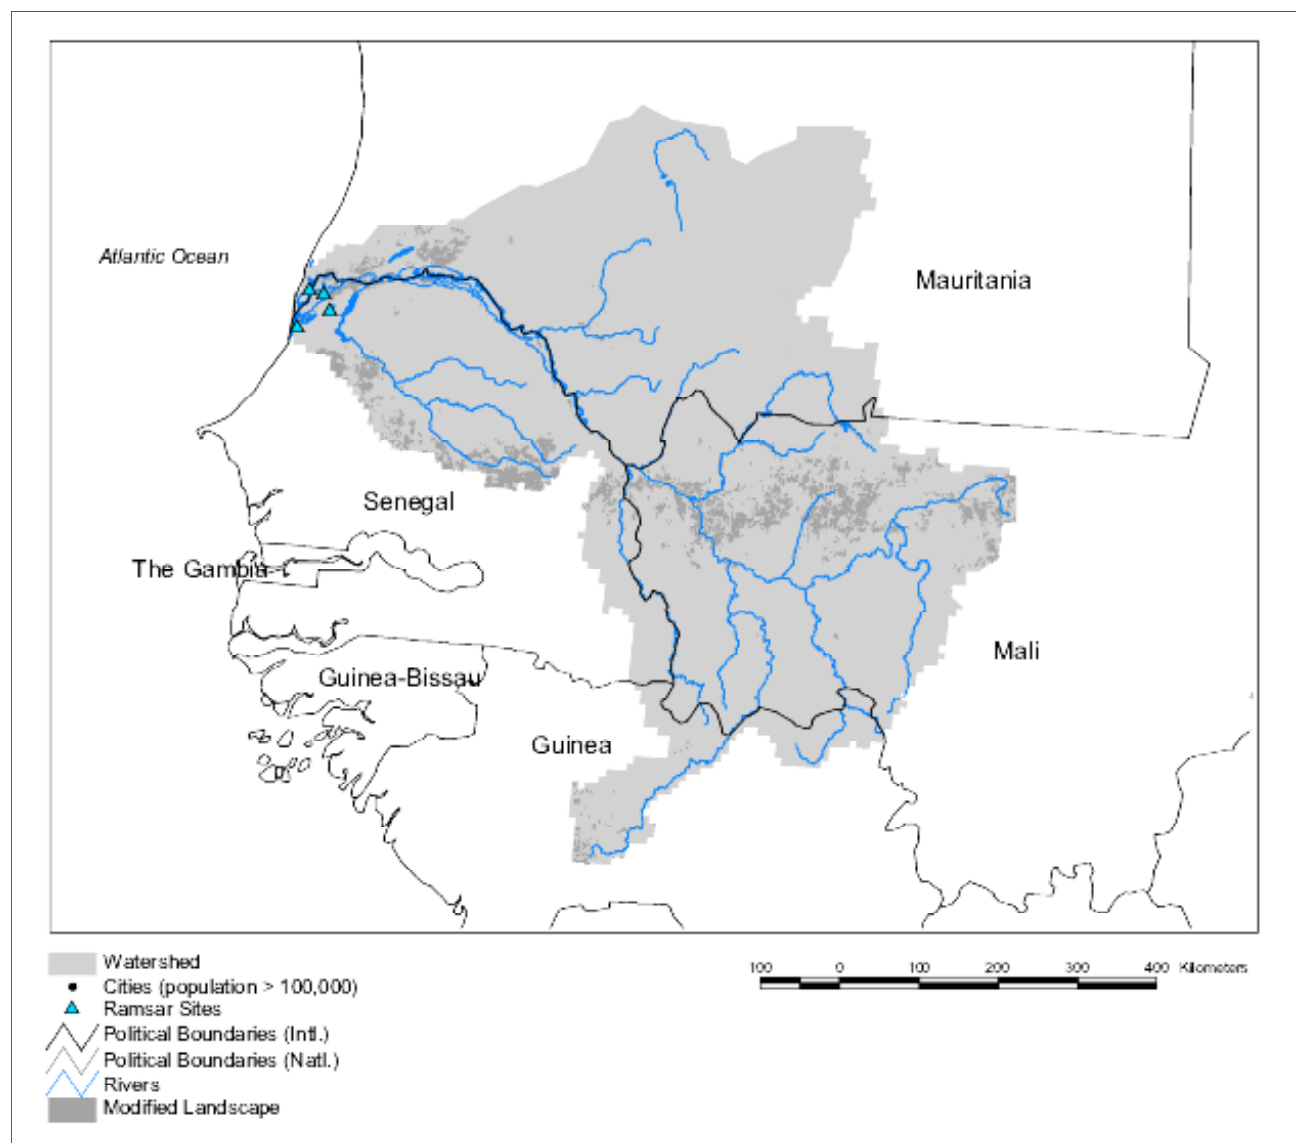 Atlantic Ocean
Mauritania
Senegal
The Gambia
Mali
Guinea-Bissau
Guinea
Watershed
Cities (population > 100,000)
Ramsar Sites
Political Boundaries (Intl.)
Political Boundaries (Natl.)
Rivers
Modified Landscape
100 0 100 200 300 400 Kilometers